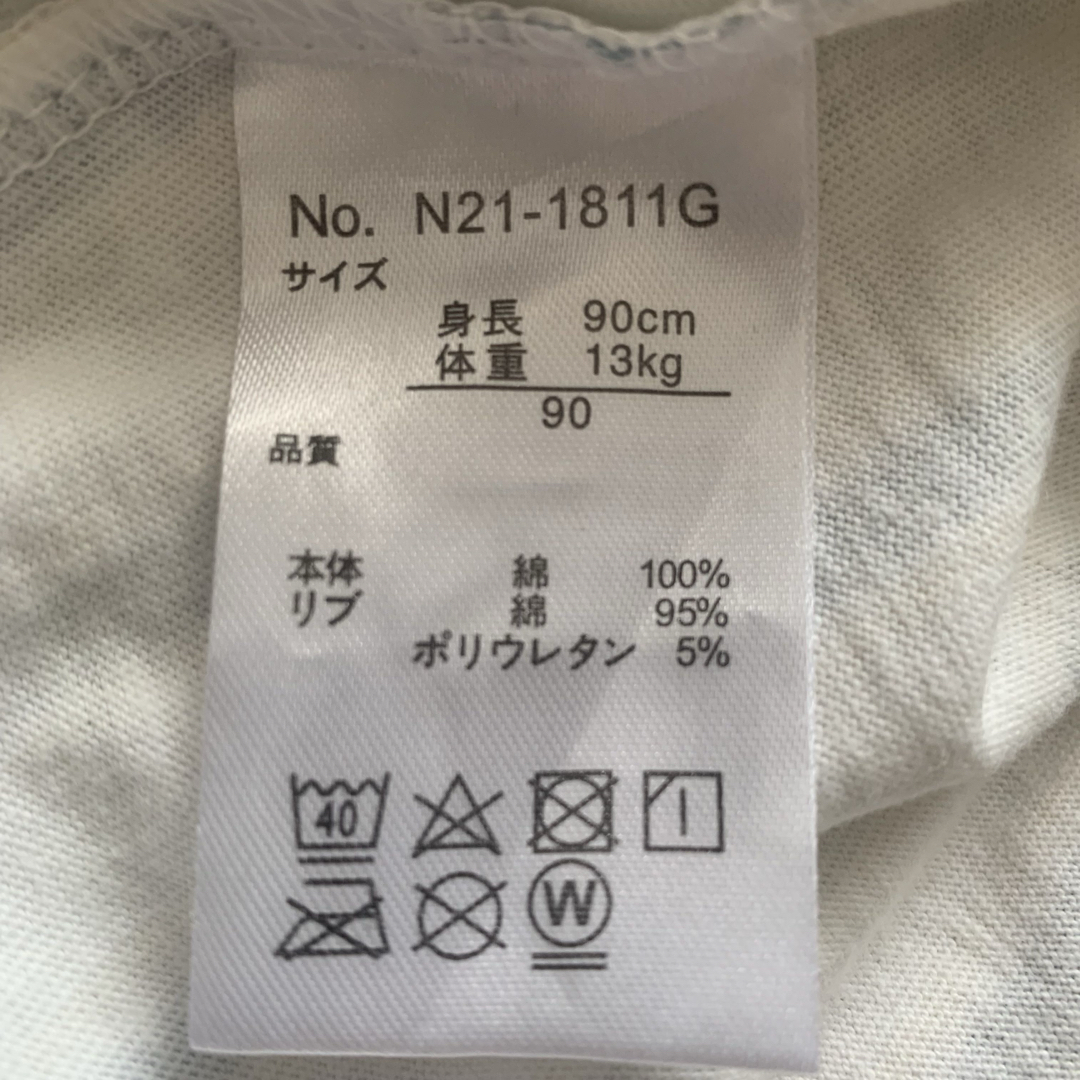 No. N21-1811G
サイズ
身長 90cm
体重 13kg
90
品質
本体 綿 100%
リブ 綿 95%
ポリウレタン 5%
40
W